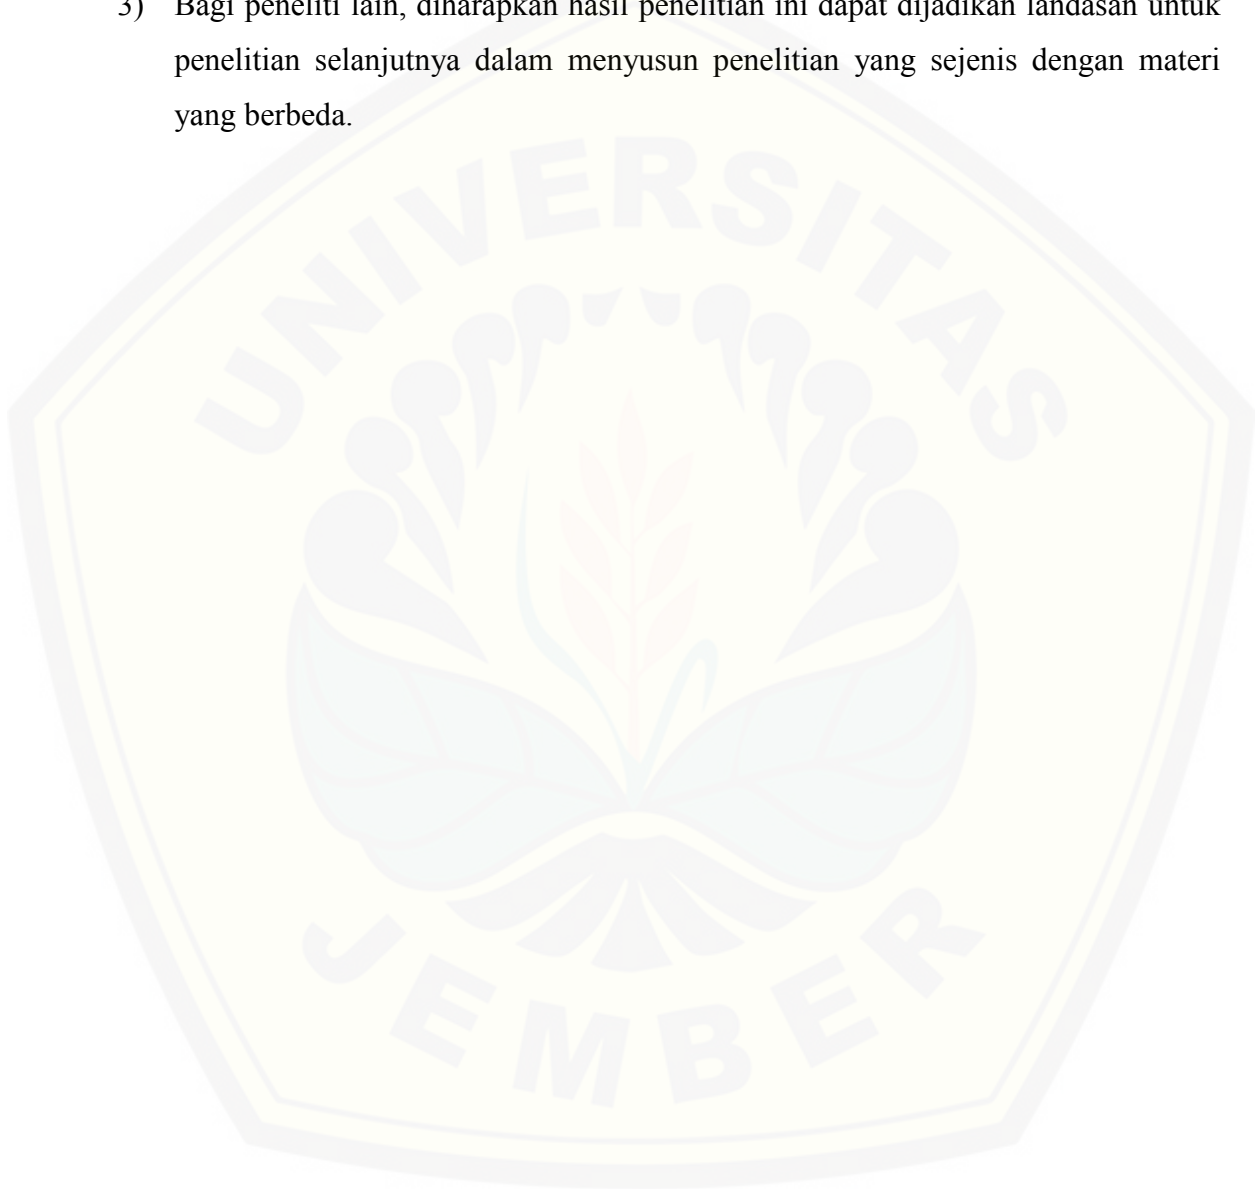 3) Bagi peneliti lain, diharapkan hasil penelitian ini dapat dijadikan landasan untuk
penelitian selanjutnya dalam menyusun penelitian yang sejenis dengan materi
yang berbeda.
UNIVERSITAS
JEMBER